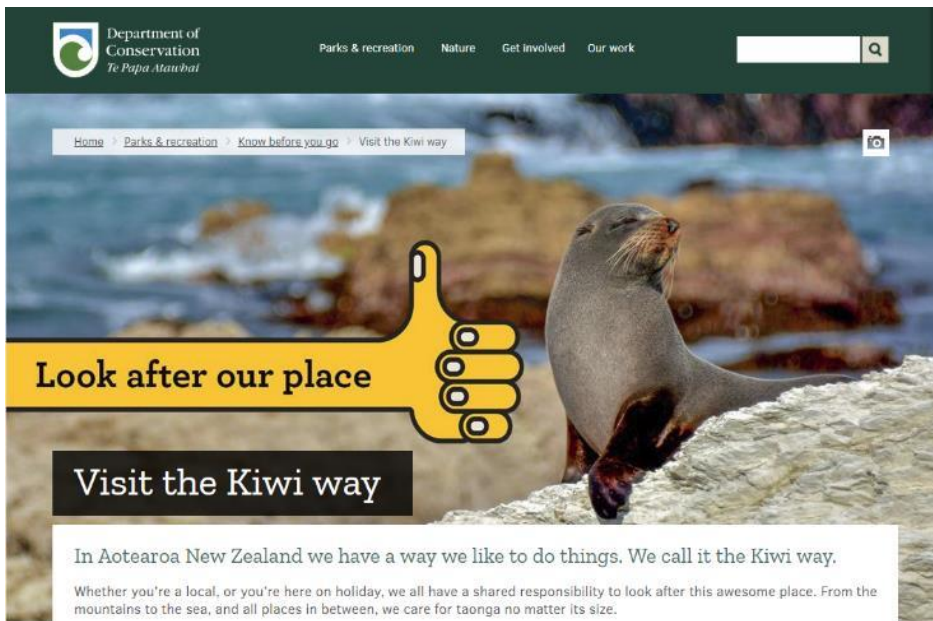 Department of
Conservation
Te Papa Atawhai
Parks & recreation Nature Get involved Our work
Home > Parks & recreation > Know before you go > Visit the Kiwi way
Look after our place
Visit the Kiwi way
In Aotearoa New Zealand we have a way we like to do things. We call it the Kiwi way.
Whether you're a local, or you're here on holiday, we all have a shared responsibility to look after this awesome place. From the
mountains to the sea, and all places in between, we care for taonga no matter its size.